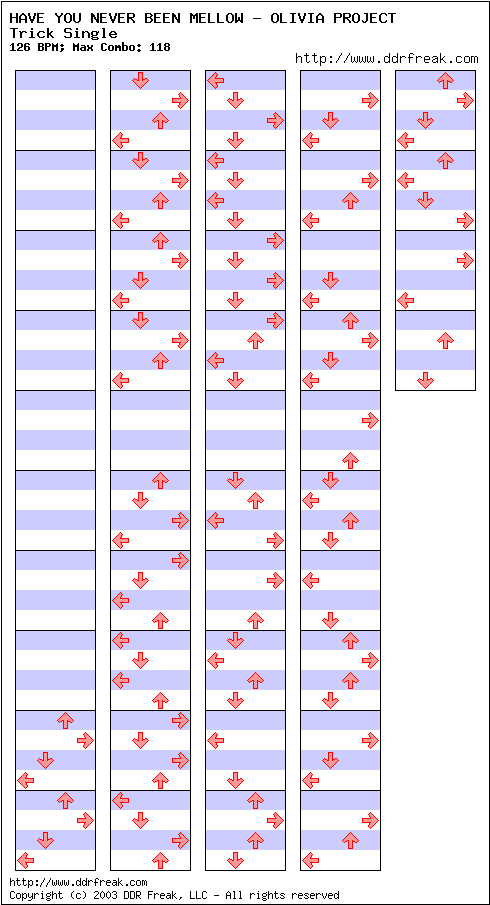 HAVE YOU NEVER BEEN MELLOW - OLIVIA PROJECT
Trick Single
126 BPM; Max Combo: 118
http://www.ddrfreak.com
http://www.ddrfreak.com
Copyright (c) 2003 DDR Freak, LLC - All rights reserved